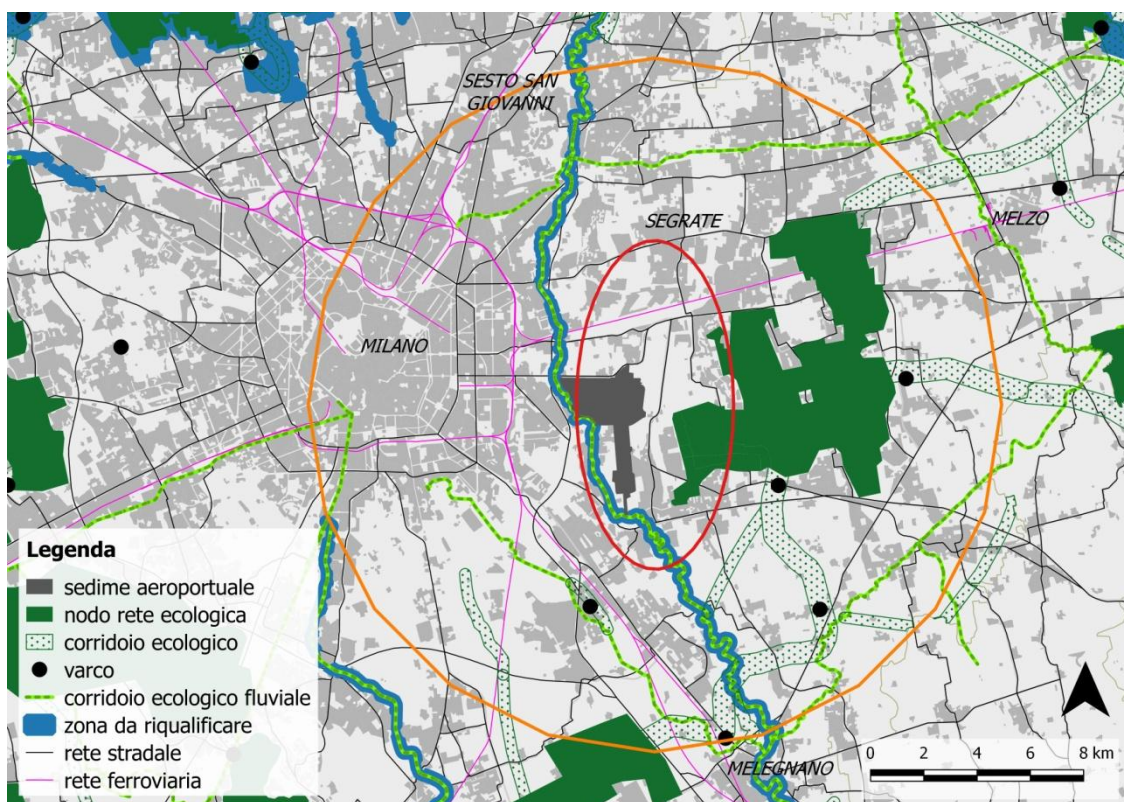 SESTO SAN
GIOVANNI
SEGRATE
MELZO
MILANO
MELEGNANO
Legenda
sedime aeroportuale
nodo rete ecologica
corridoio ecologico
varco
corridoio ecologico fluviale
zona da riqualificare
rete stradale
rete ferroviaria
0 2 4 6 8 km